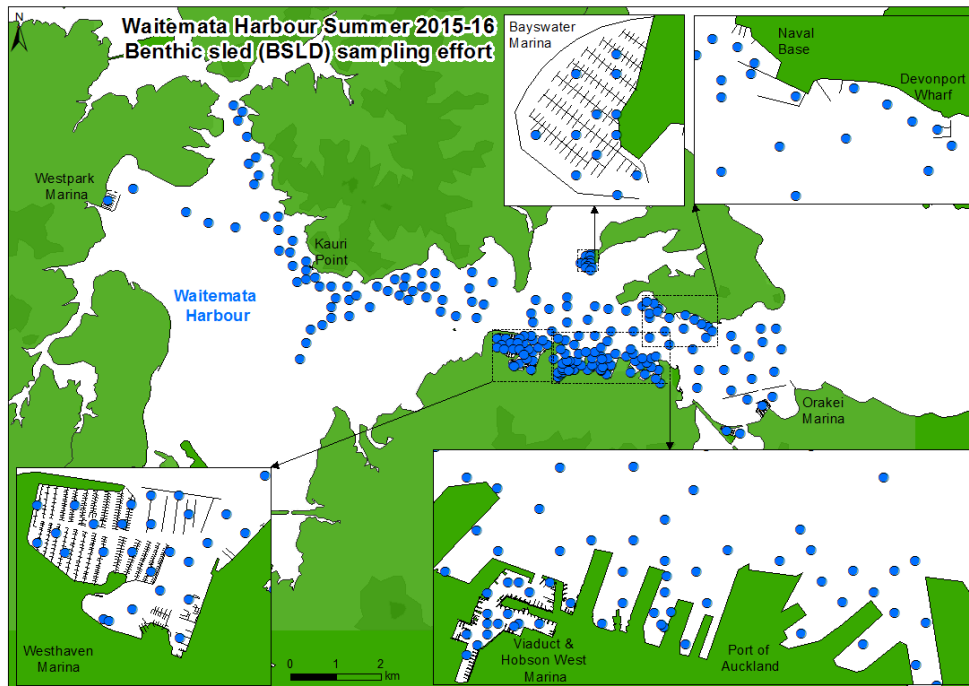 N
Waitemata Harbour Summer 2015-16
Benthic sled (BSLD) sampling effort
Bayswater
Marina
Naval
Base
Devonport
Wharf
Westpark
Marina
Kauri
Point
Waitemata
Harbour
Orakei
Marina
Westhaven
Marina
Viaduct &
Hobson West
Marina
Port of
Auckland
0 1 2
km